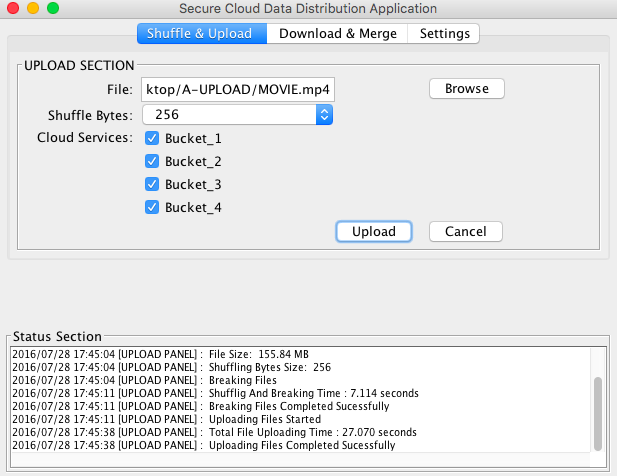 Secure Cloud Data Distribution Application
Shuffle & Upload Download & Merge Settings
UPLOAD SECTION
File: ktop/A-UPLOAD/MOVIE.mp4 Browse
Shuffle Bytes: 256
Cloud Services: Bucket_1
Bucket_2
Bucket_3
Bucket_4
Upload Cancel
Status Section
2016/07/28 17:45:04 [UPLOAD PANEL] : File Size: 155.84 MB
2016/07/28 17:45:04 [UPLOAD PANEL] : Shuffling Bytes Size: 256
2016/07/28 17:45:04 [UPLOAD PANEL] : Breaking Files
2016/07/28 17:45:11 [UPLOAD PANEL] : Shufflig And Breaking Time : 7.114 seconds
2016/07/28 17:45:11 [UPLOAD PANEL] : Breaking Files Completed Sucessfully
2016/07/28 17:45:11 [UPLOAD PANEL] : Uploading Files Started
2016/07/28 17:45:38 [UPLOAD PANEL] : Total File Uploading Time : 27.070 seconds
2016/07/28 17:45:38 [UPLOAD PANEL] : Uploading Files Completed Sucessfully